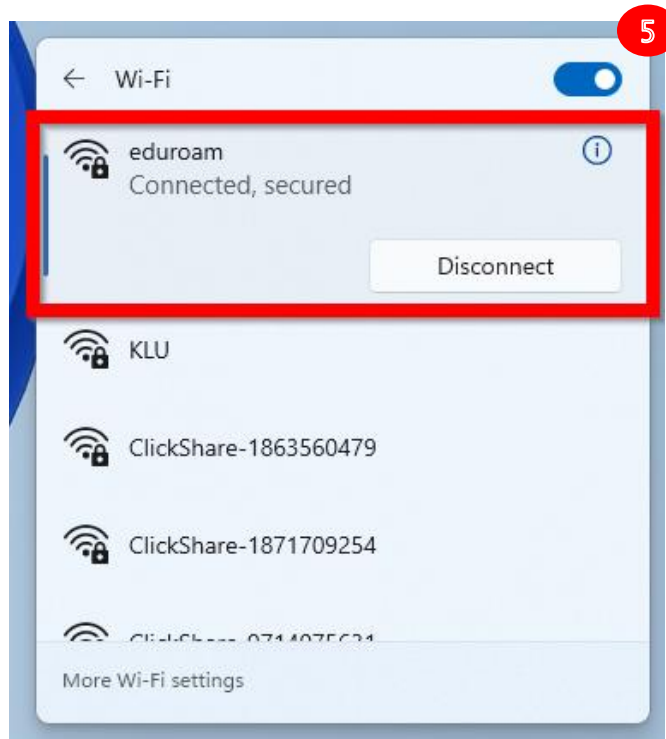 5
Wi-Fi
eduroam
Connected, secured
Disconnect
KLU
ClickShare-1863560479
ClickShare-1871709254
More Wi-Fi settings